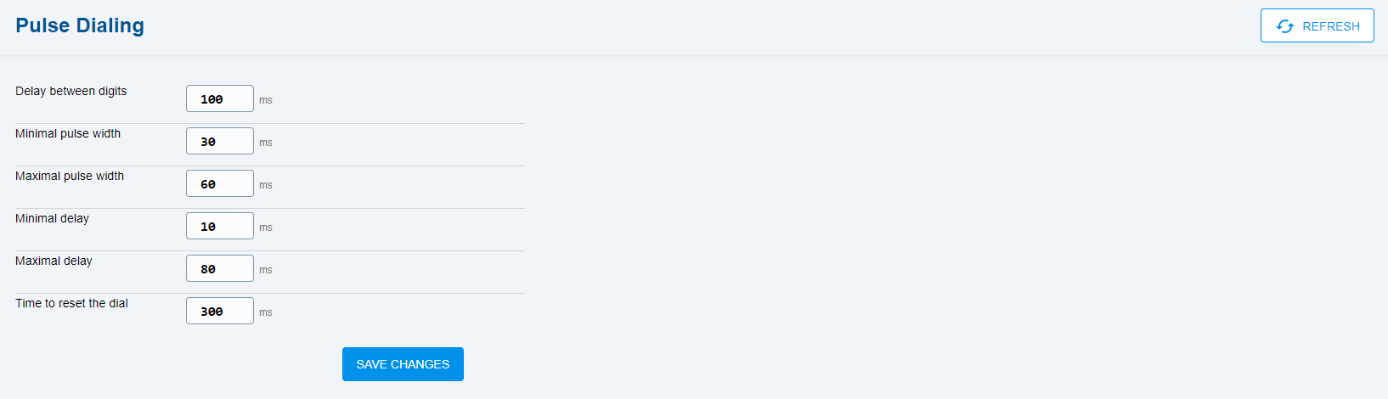 Pulse Dialing
REFRESH
Delay between digits 100 ms
Minimal pulse width 30 ms
Maximal pulse width 60 ms
Minimal delay 10 ms
Maximal delay 80 ms
Time to reset the dial 300 ms
SAVE CHANGES